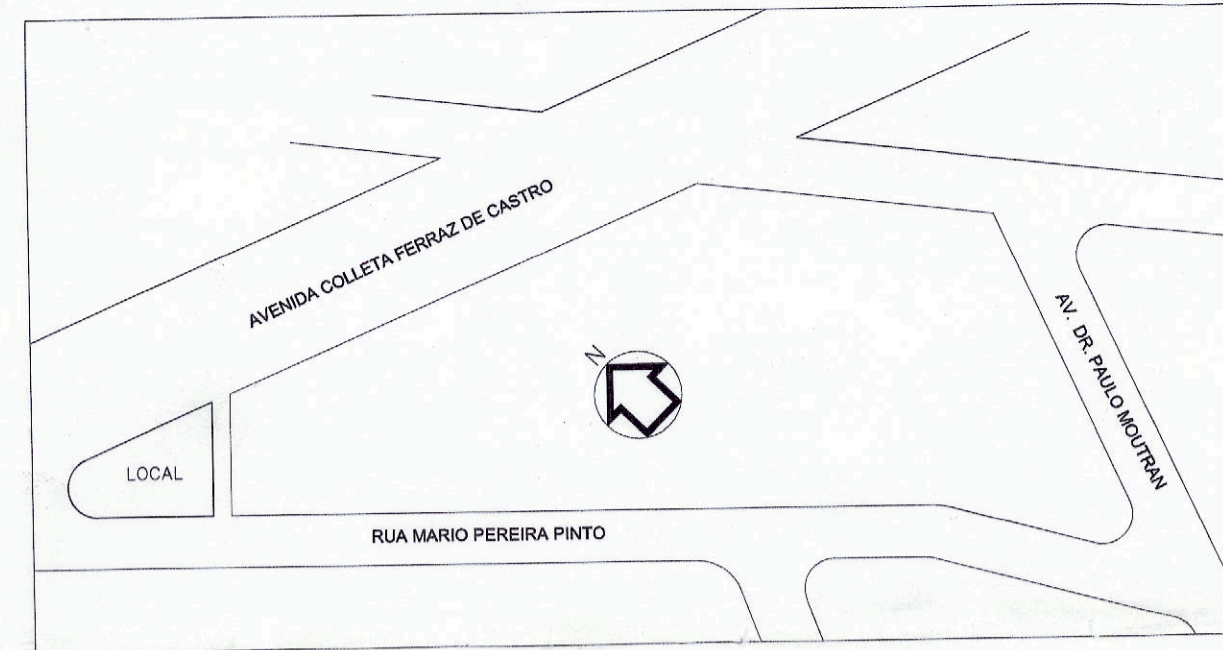 AVENIDA COLLETA FERRAZ DE CASTRO
N
AV. DR. PAULO MOUTRAN
LOCAL
RUA MARIO PEREIRA PINTO